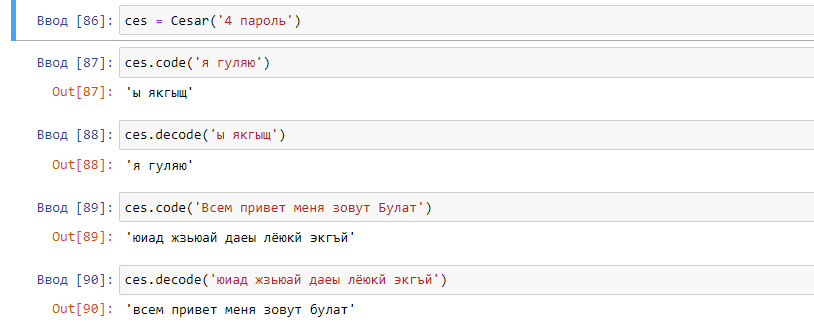 Ввод [86]: ces = Cesar('4 пароль')
Ввод [87]: ces.code('я гуляю')
Out[87]: 'ы якгыщ'
Ввод [88]: ces.decode('ы якгыщ')
Out[88]: 'я гуляю'
Ввод [89]: ces.code('Всем привет меня зовут Булат')
Out[89]: 'юиад жзьюай даеы лёюкй экгъй'
Ввод [90]: ces.decode('юиад жзьюай даеы лёюкй экгъй')
Out[90]: 'всем привет меня зовут булат'